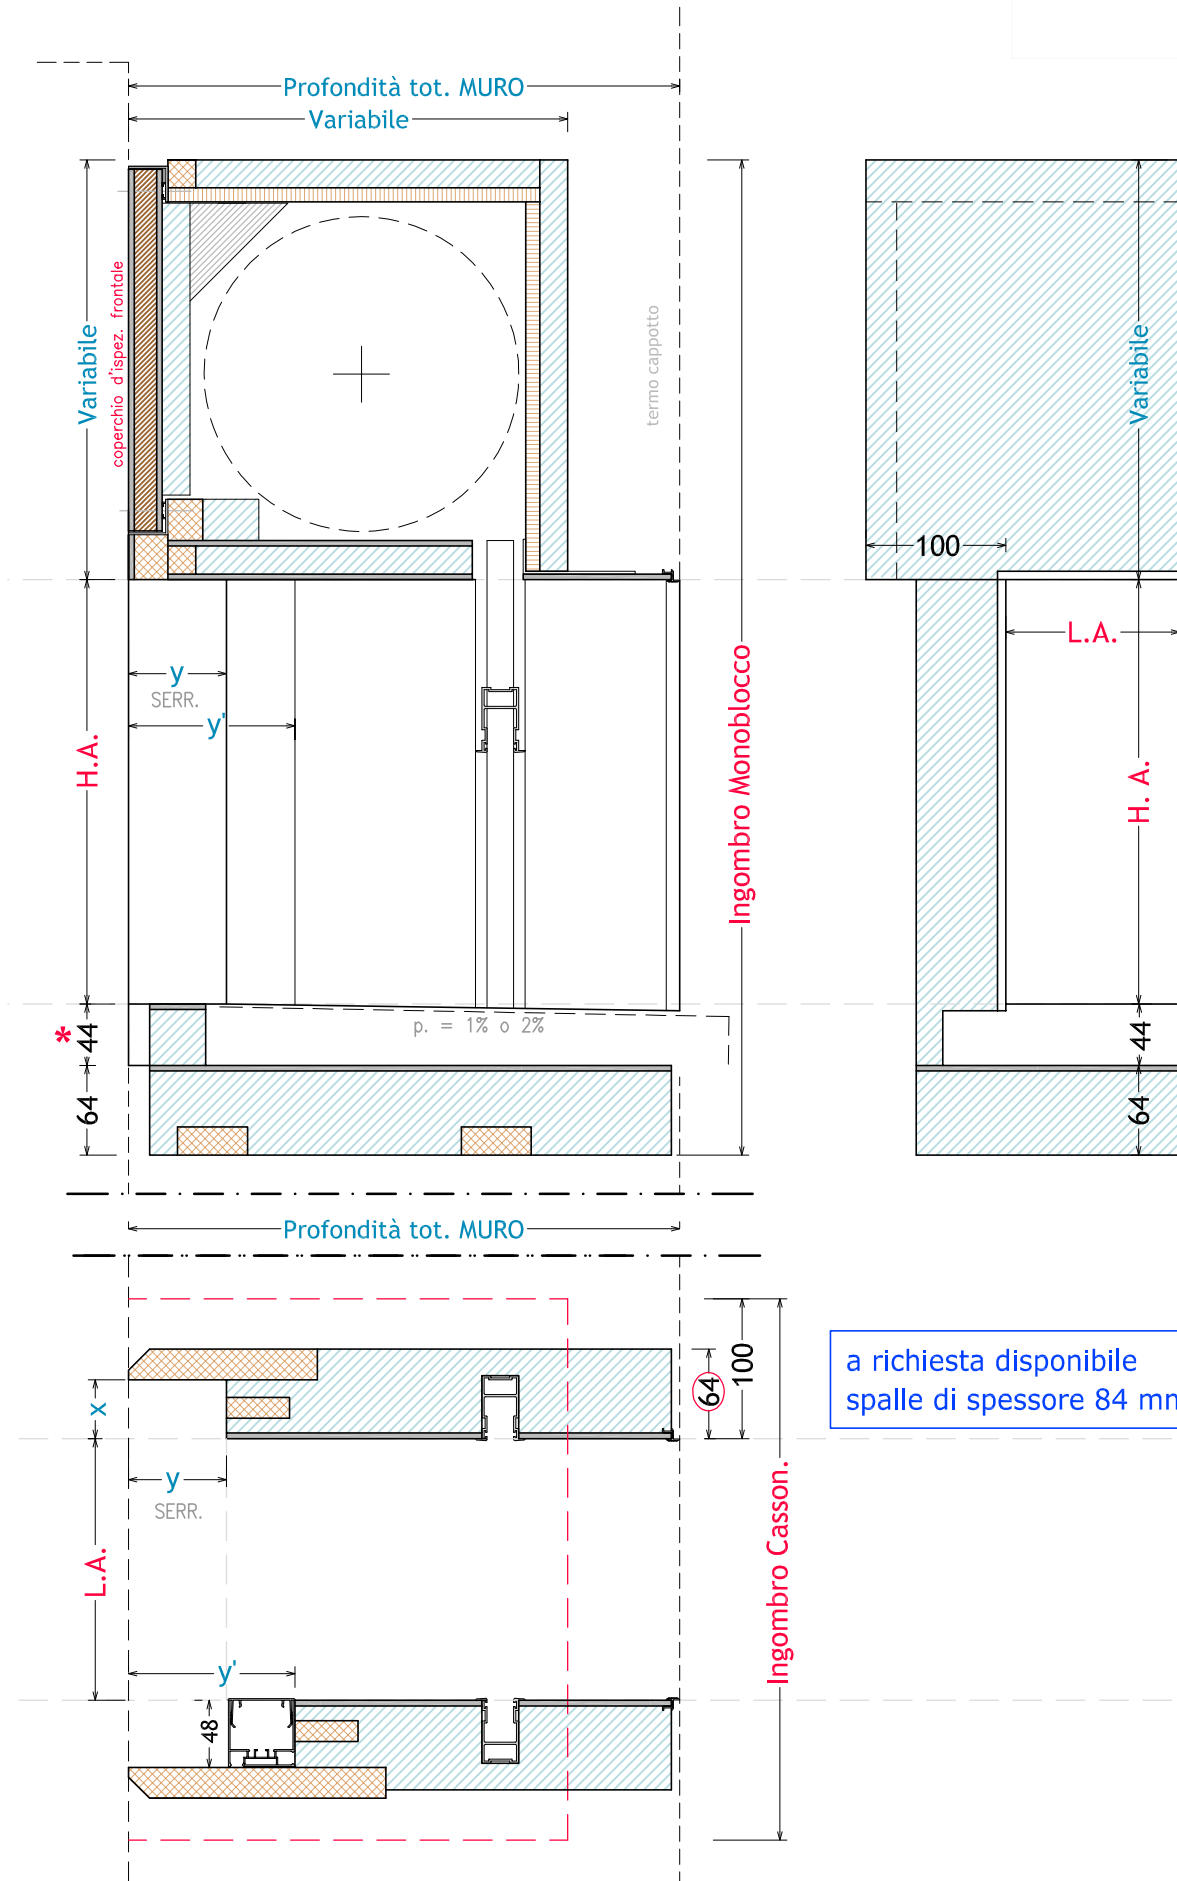 Profondità tot. MURO
Variabile
Variabile
coperchio d'ispez. frontale
termo cappotto
Variabile
100
L.A.
y
SERR.
y'
H.A.
Ingombro Monoblocco
H. A.
p. = 1% o 2%
* 44
44
64
64
Profondità tot. MURO
100
64
x
a richiesta disponibile
spalle di spessore 84 mm
y
SERR.
L.A.
Ingombro Casson.
y'
48